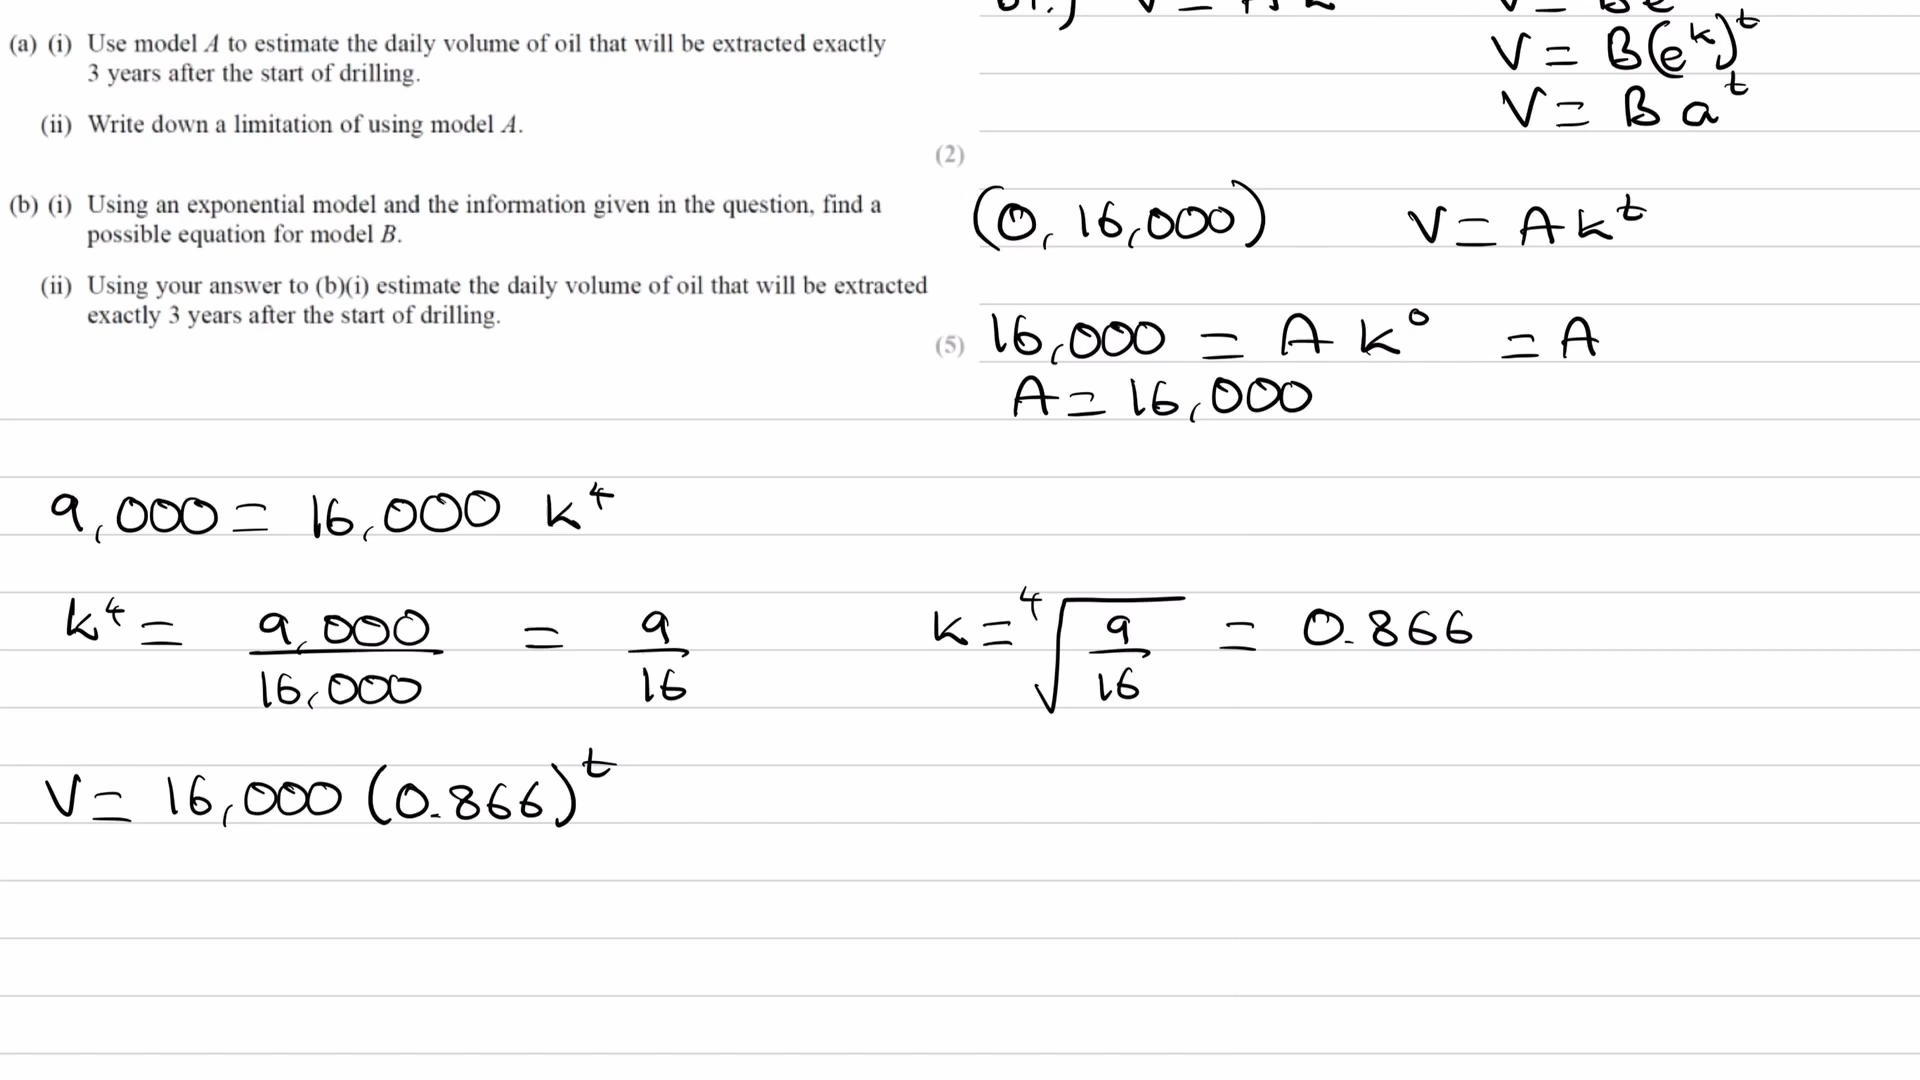 V = B(e^k)^t
V = B a^t
(a) (i) Use model A to estimate the daily volume of oil that will be extracted exactly
3 years after the start of drilling.
(ii) Write down a limitation of using model A.
(2)
(b) (i) Using an exponential model and the information given in the question, find a
possible equation for model B.
(ii) Using your answer to (b)(i) estimate the daily volume of oil that will be extracted
exactly 3 years after the start of drilling.
(5)
(0, 16,000) V = A k^t
16,000 = A k^0 = A
A = 16,000
9,000 = 16,000 k^4
k^4 = 9,000/16,000 = 9/16 k = ⁴√(9/16) = 0.866
V = 16,000 (0.866)^t